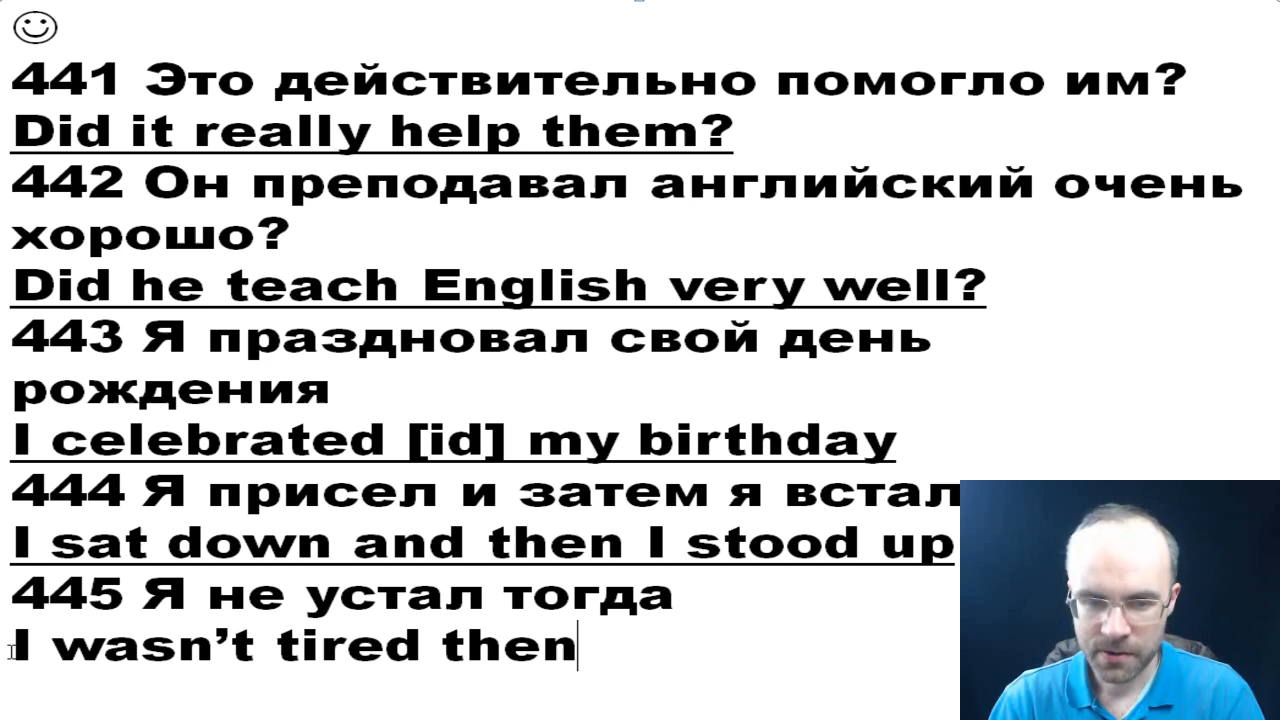 441 Это действительно помогло им?
Did it really help them?
442 Он преподавал английский очень
хорошо?
Did he teach English very well?
443 Я праздновал свой день
рождения
I celebrated [id] my birthday
444 Я присел и затем я встал
I sat down and then I stood up
445 Я не устал тогда
I wasn’t tired then